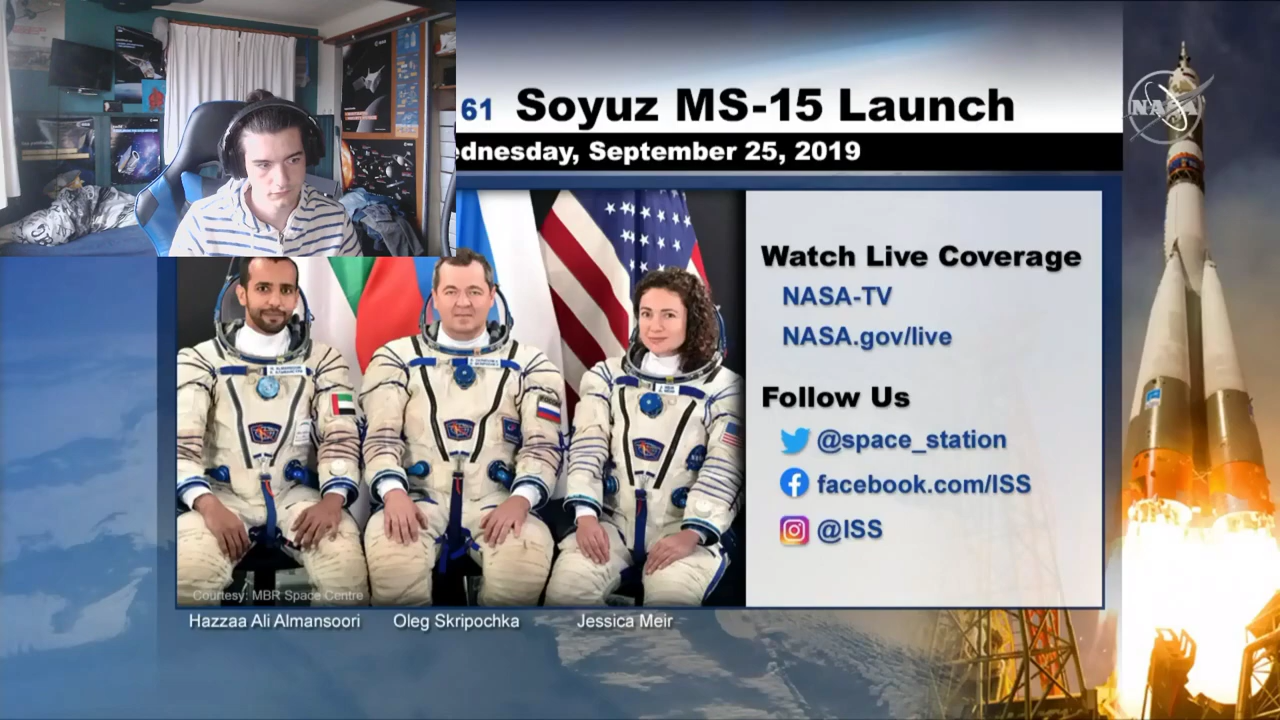 61 Soyuz MS-15 Launch
ednesday, September 25, 2019
NASA
Watch Live Coverage
NASA-TV
NASA.gov/live
Follow Us
@space_station
facebook.com/ISS
@ISS
Courtesy: MBR Space Centre
Hazzaa Ali Almansoori Oleg Skripochka Jessica Meir